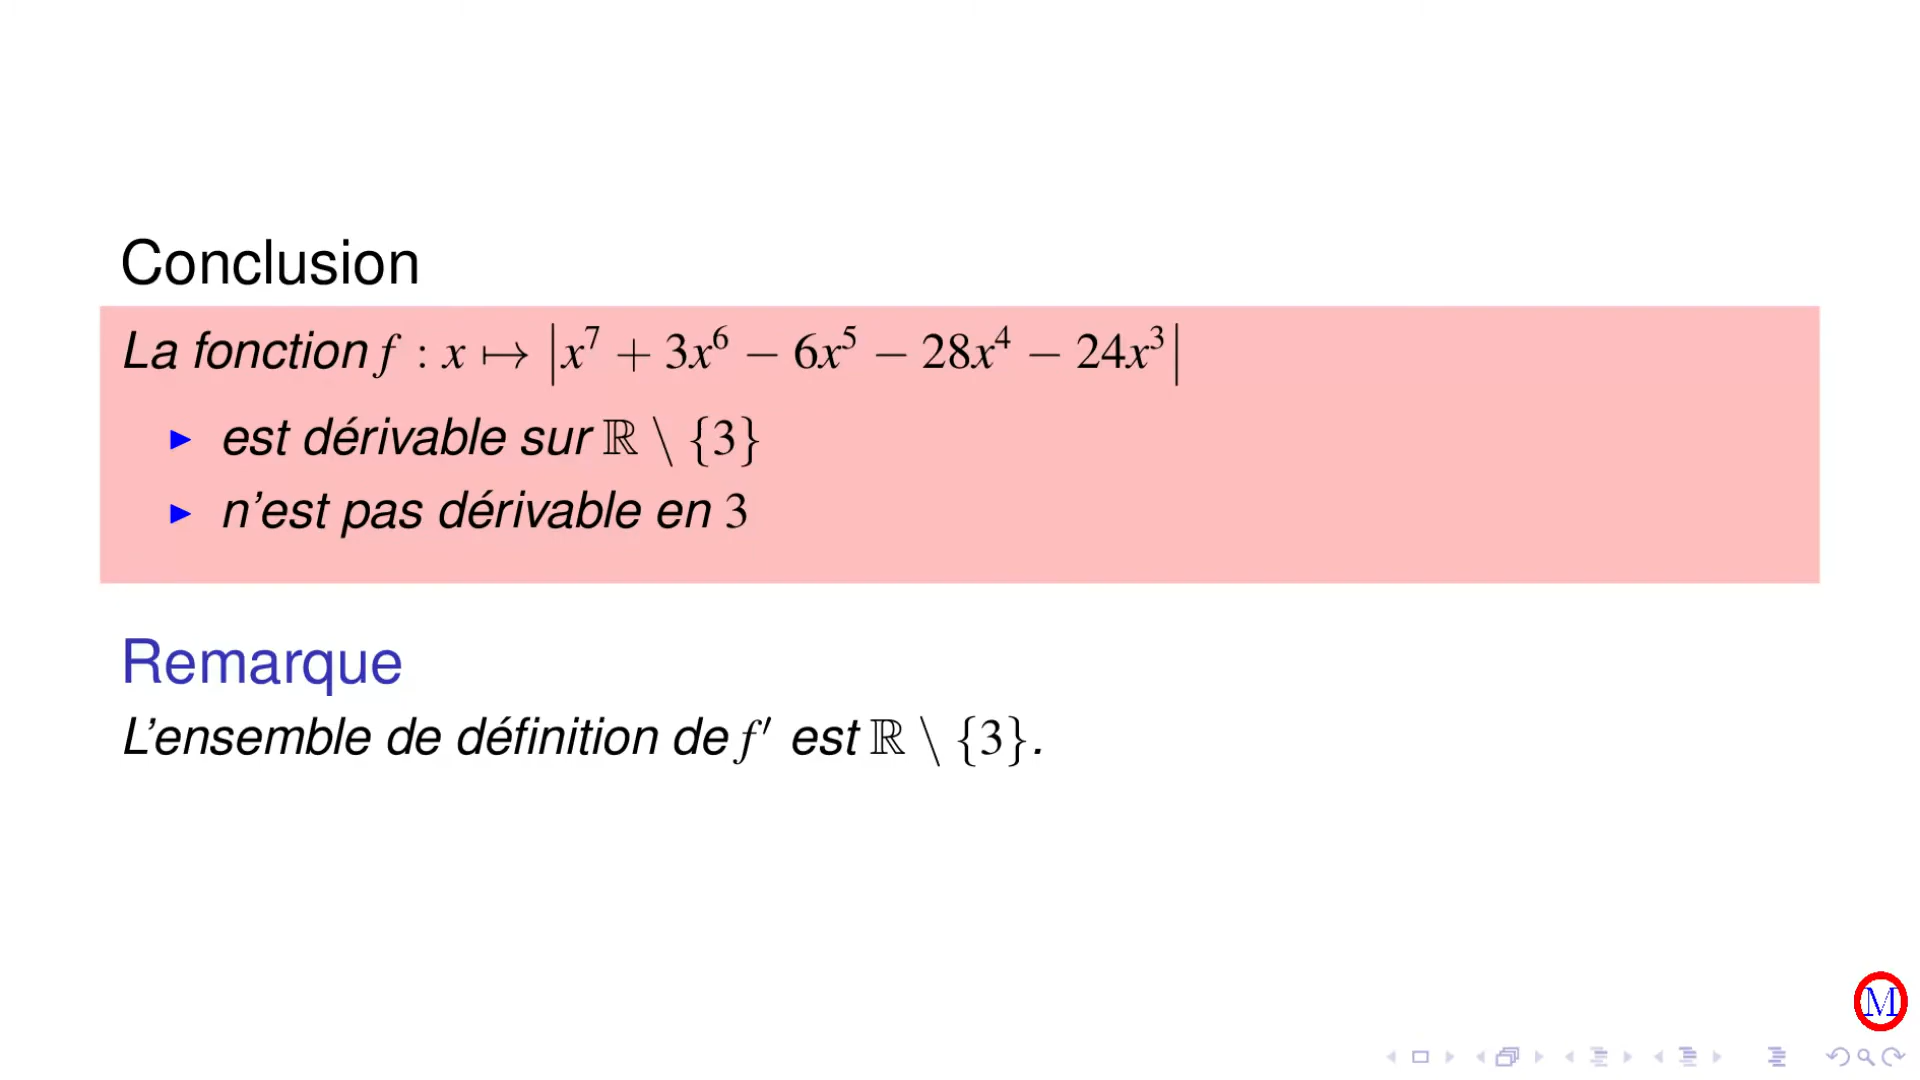 Conclusion
La fonction f : x ↦ |x⁷ + 3x⁶ − 6x⁵ − 28x⁴ − 24x³|
▶ est dérivable sur ℝ \ {3}
▶ n'est pas dérivable en 3
Remarque
L'ensemble de définition de f′ est ℝ \ {3}.
M